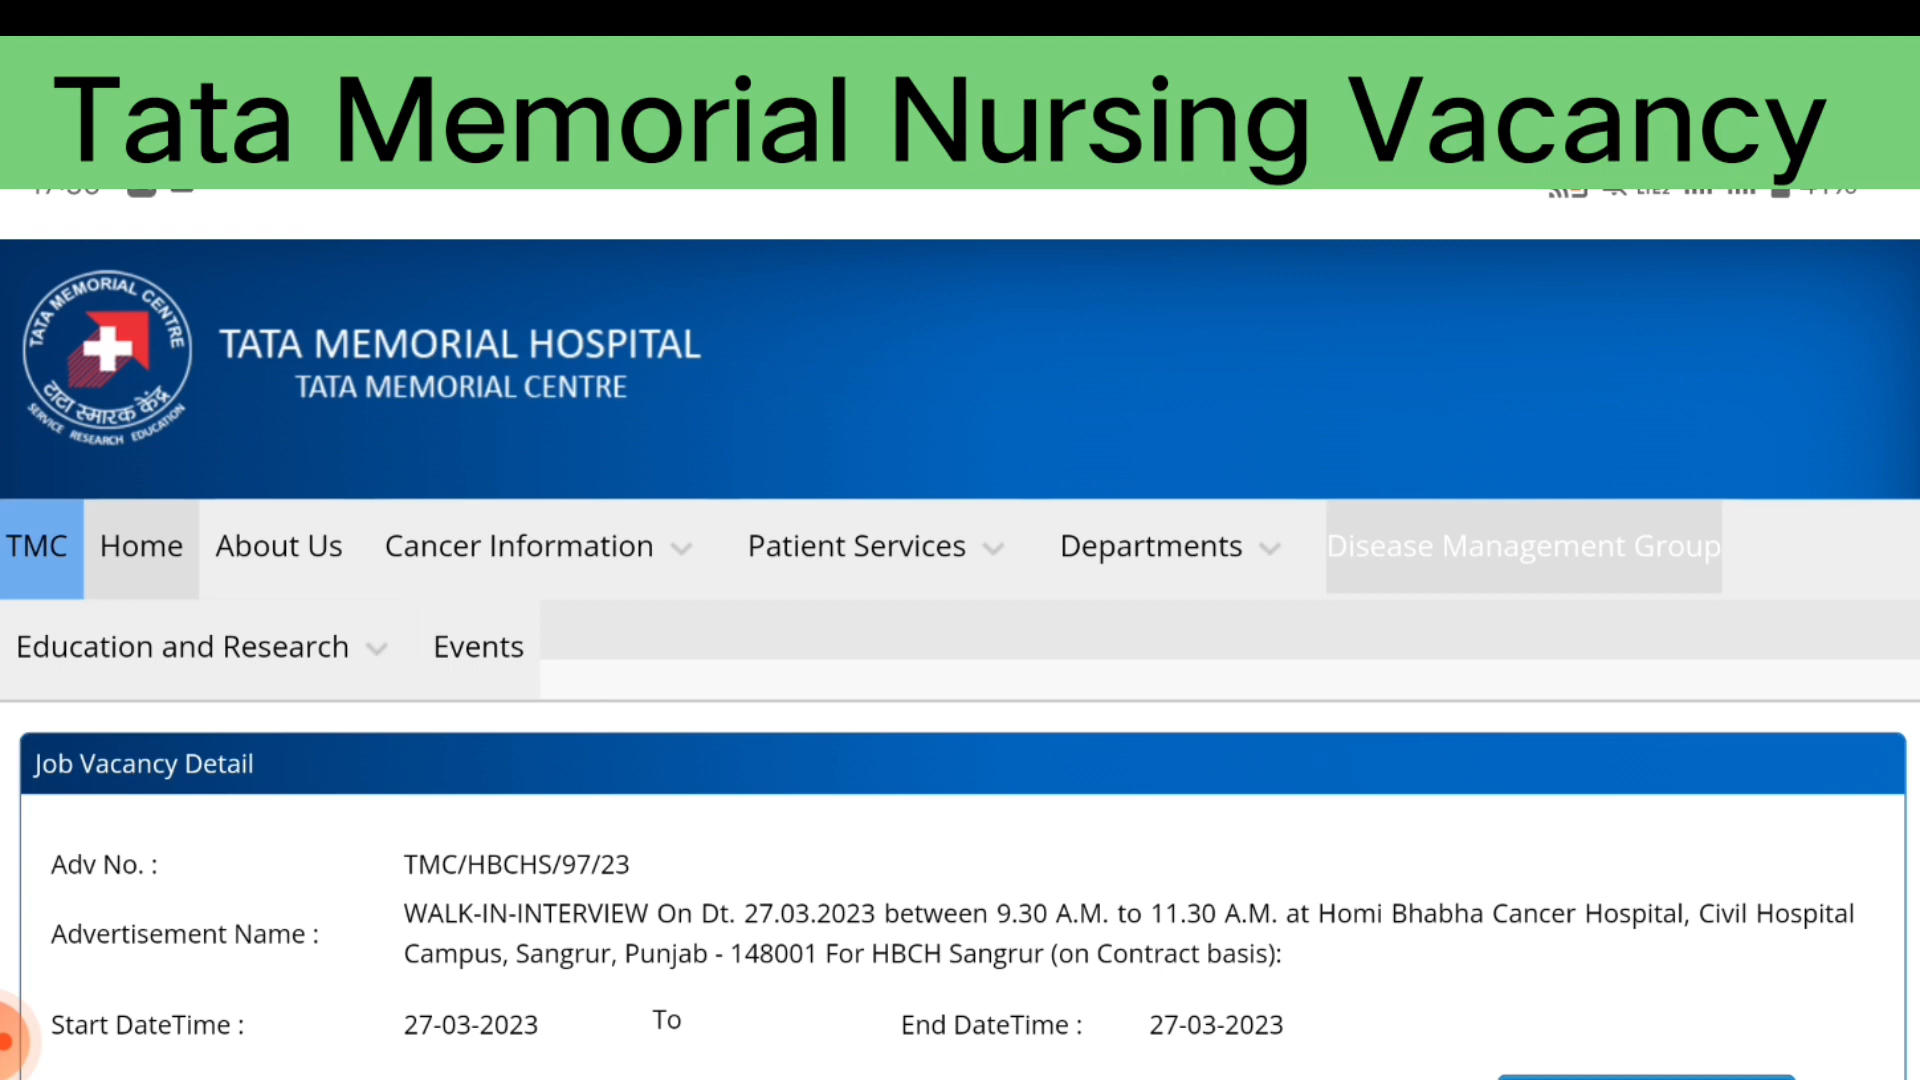 Tata Memorial Nursing Vacancy
TATA MEMORIAL CENTRE
टाटा स्मारक केंद्र
SERVICE RESEARCH EDUCATION
TATA MEMORIAL HOSPITAL
TATA MEMORIAL CENTRE
TMC Home About Us Cancer Information Patient Services Departments Disease Management Group
Education and Research Events
Job Vacancy Detail
Adv No. : TMC/HBCHS/97/23
Advertisement Name : WALK-IN-INTERVIEW On Dt. 27.03.2023 between 9.30 A.M. to 11.30 A.M. at Homi Bhabha Cancer Hospital, Civil Hospital
Campus, Sangrur, Punjab - 148001 For HBCH Sangrur (on Contract basis):
Start DateTime : 27-03-2023 To End DateTime : 27-03-2023